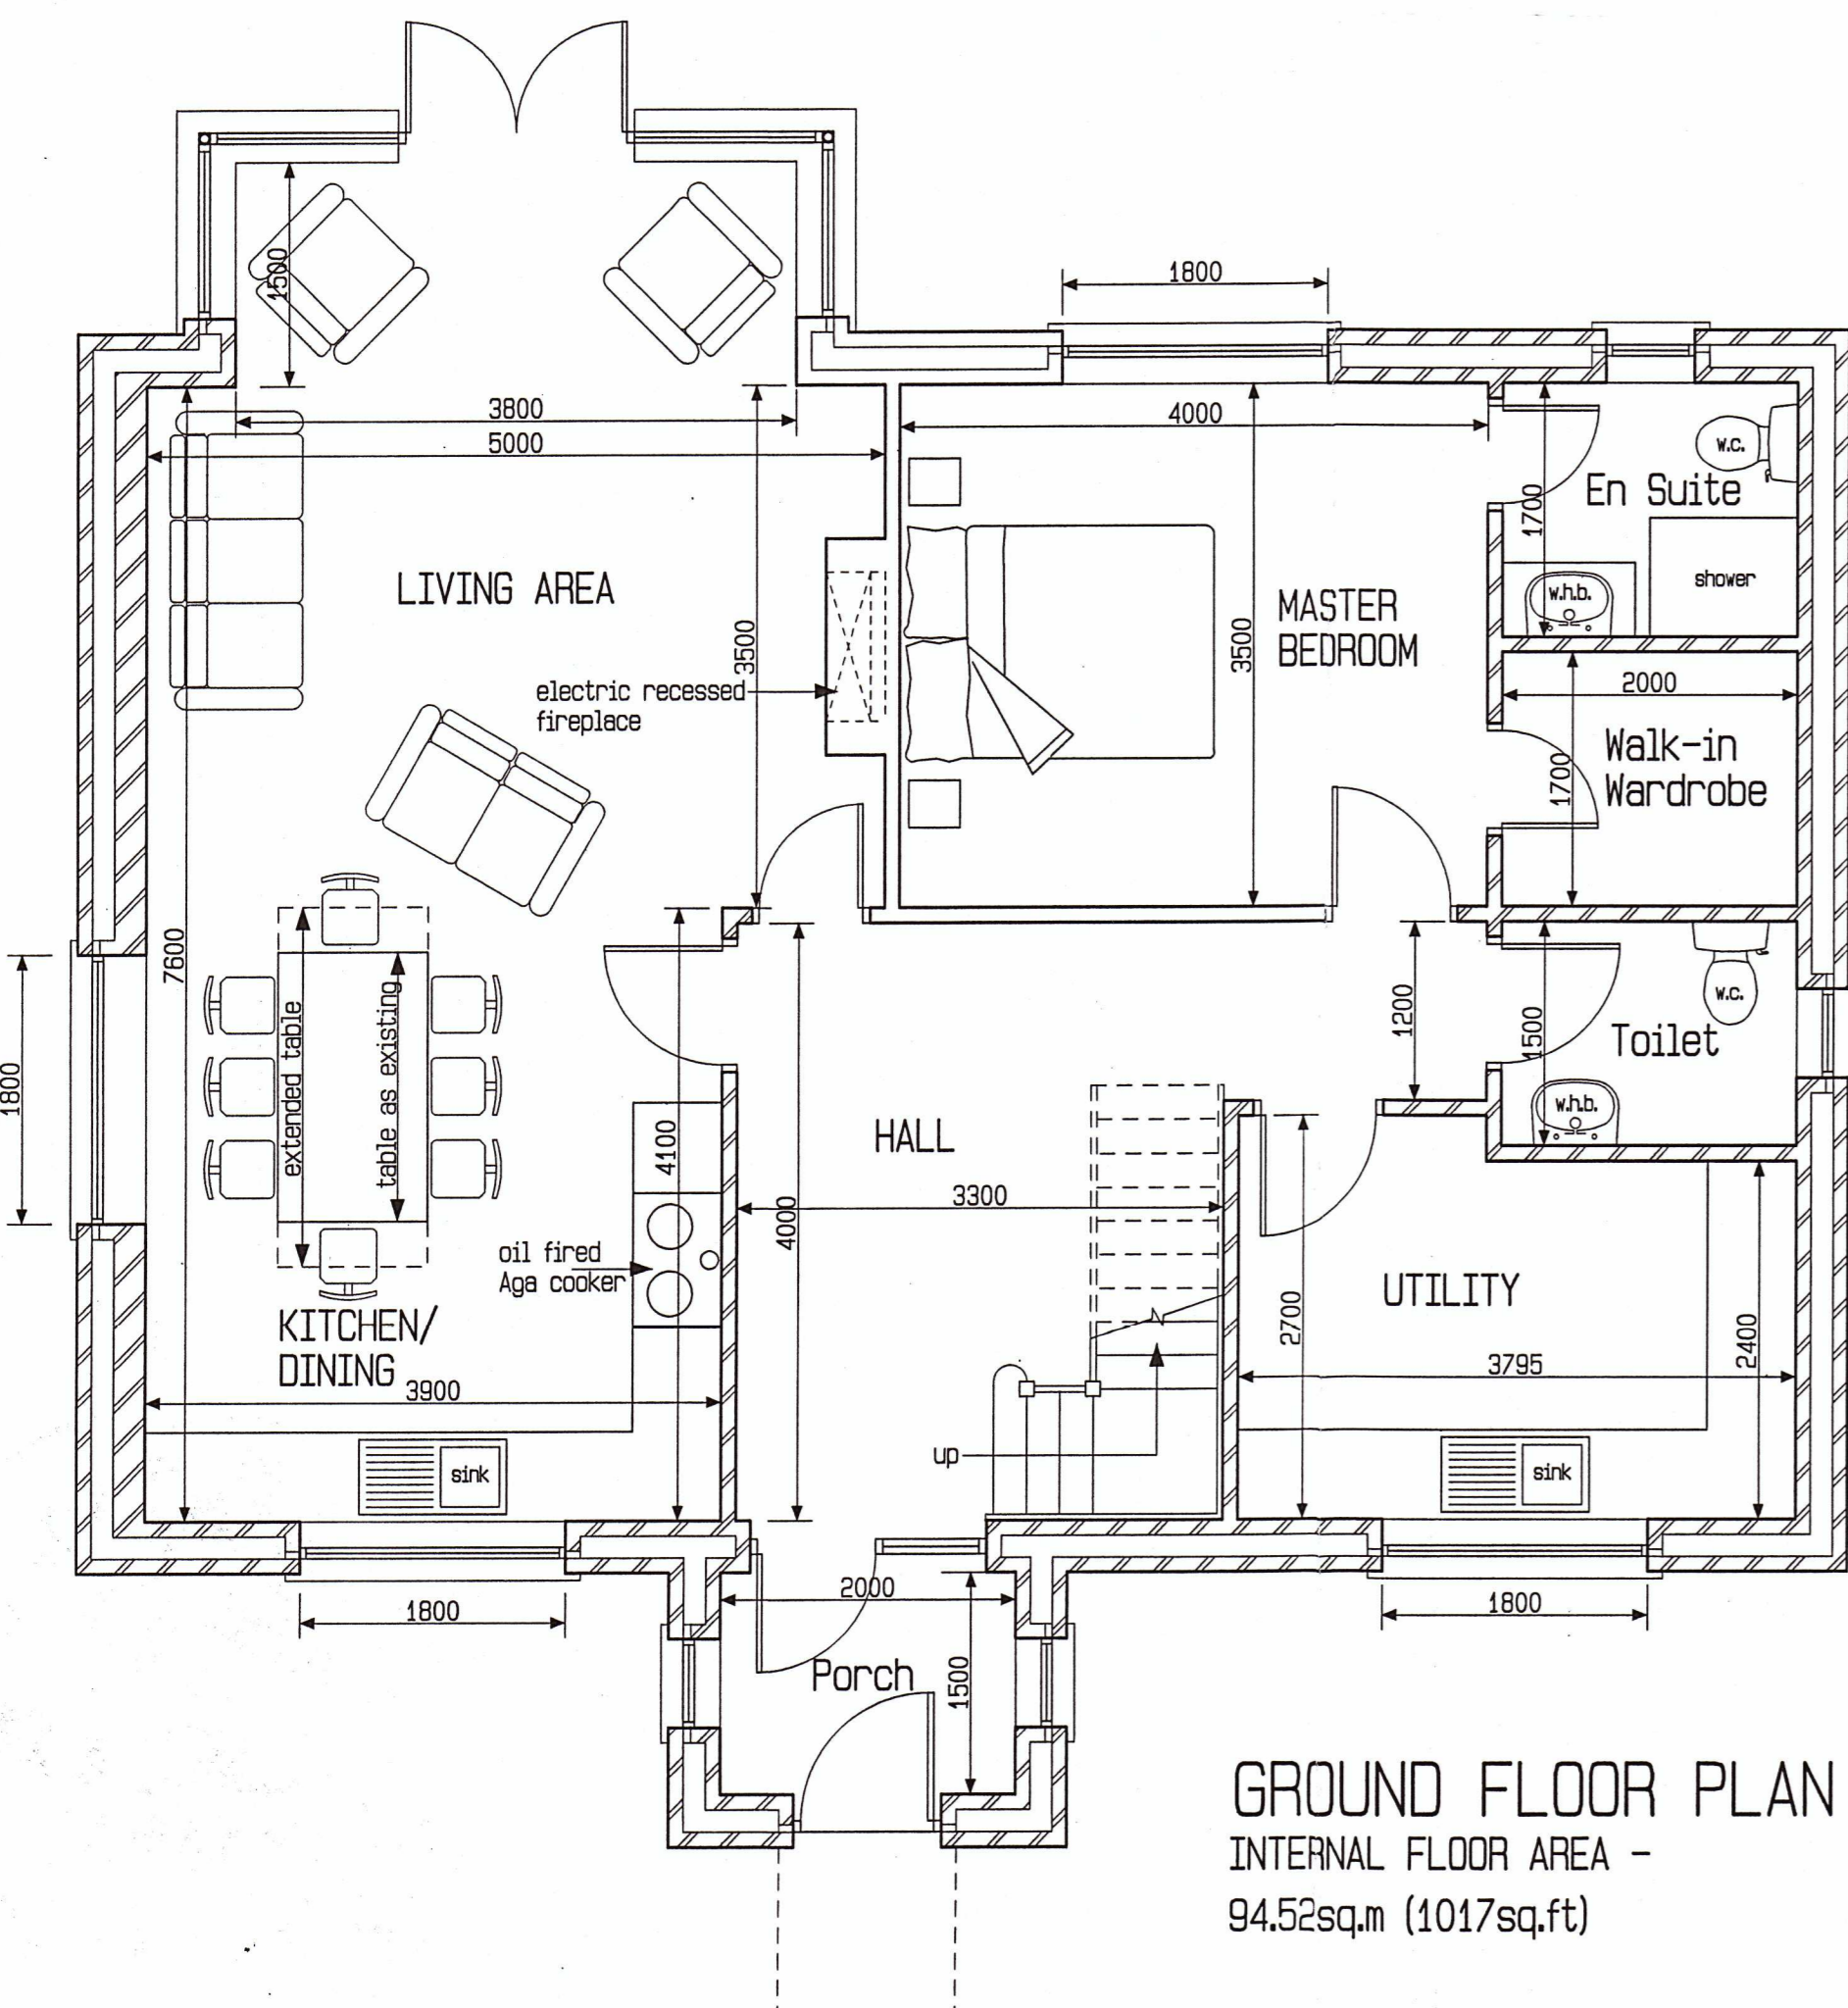 1500
1800
3800
5000
4000
W.C.
En Suite
1700
LIVING AREA
w.h.b.
shower
MASTER
BEDROOM
3500
3500
electric recessed
fireplace
2000
Walk-in
Wardrobe
1700
7600
1800
extended table
table as existing
4100
HALL
4000
3300
1200
1500
W.C.
Toilet
w.h.b.
oil fired
Aga cooker
KITCHEN/
DINING
3900
sink
up
UTILITY
2700
2400
3795
sink
1800
2000
1800
Porch
1500
GROUND FLOOR PLAN
INTERNAL FLOOR AREA -
94.52sq.m (1017sq.ft)